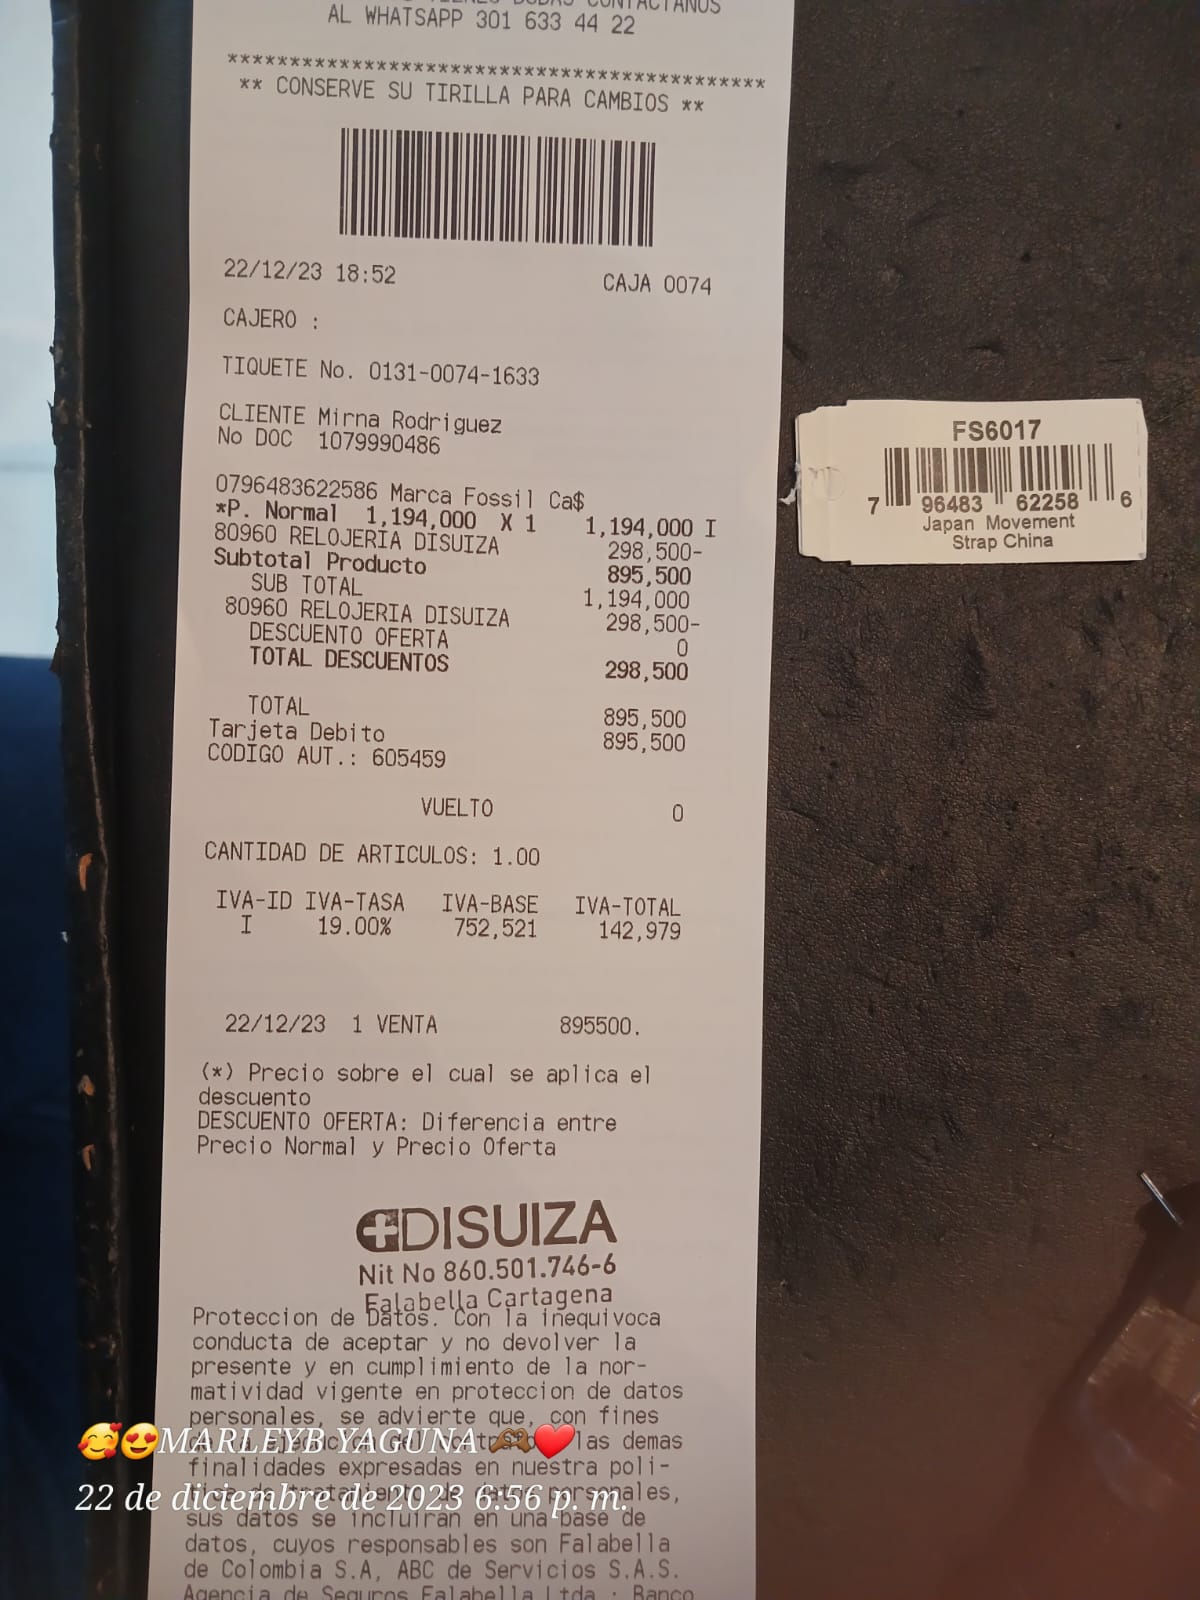 CONTACTANOS
AL WHATSAPP 301 633 44 22
********************************************
** CONSERVE SU TIRILLA PARA CAMBIOS **
22/12/23 18:52 CAJA 0074
CAJERO :
TIQUETE No. 0131-0074-1633
CLIENTE Mirna Rodriguez
No DOC 1079990486
0796483622586 Marca Fossil Ca$
*P. Normal 1,194,000 X 1 1,194,000 I
80960 RELOJERIA DISUIZA 298,500-
Subtotal Producto 895,500
SUB TOTAL 1,194,000
80960 RELOJERIA DISUIZA 298,500-
DESCUENTO OFERTA 0
TOTAL DESCUENTOS 298,500
TOTAL 895,500
Tarjeta Debito 895,500
CODIGO AUT.: 605459
VUELTO 0
CANTIDAD DE ARTICULOS: 1.00
IVA-ID IVA-TASA IVA-BASE IVA-TOTAL
I 19.00% 752,521 142,979
22/12/23 1 VENTA 895500.
(*) Precio sobre el cual se aplica el
descuento
DESCUENTO OFERTA: Diferencia entre
Precio Normal y Precio Oferta
DISUIZA
Nit No 860.501.746-6
Falabella Cartagena
Proteccion de Datos. Con la inequivoca
conducta de aceptar y no devolver la
presente y en cumplimiento de la nor-
matividad vigente en proteccion de datos
personales, se advierte que, con fines
las demas
finalidades expresadas en nuestra poli-
personales,
sus datos se incluiran en una base de
datos, cuyos responsables son Falabella
de Colombia S.A, ABC de Servicios S.A.S.
Agencia de Seguros Falabella Ltda · Banco
FS6017
7 96483 62258 6
Japan Movement
Strap China
🥰😍MARLEYB YAGUNA 🫶🏾❤️
22 de diciembre de 2023 6:56 p. m.